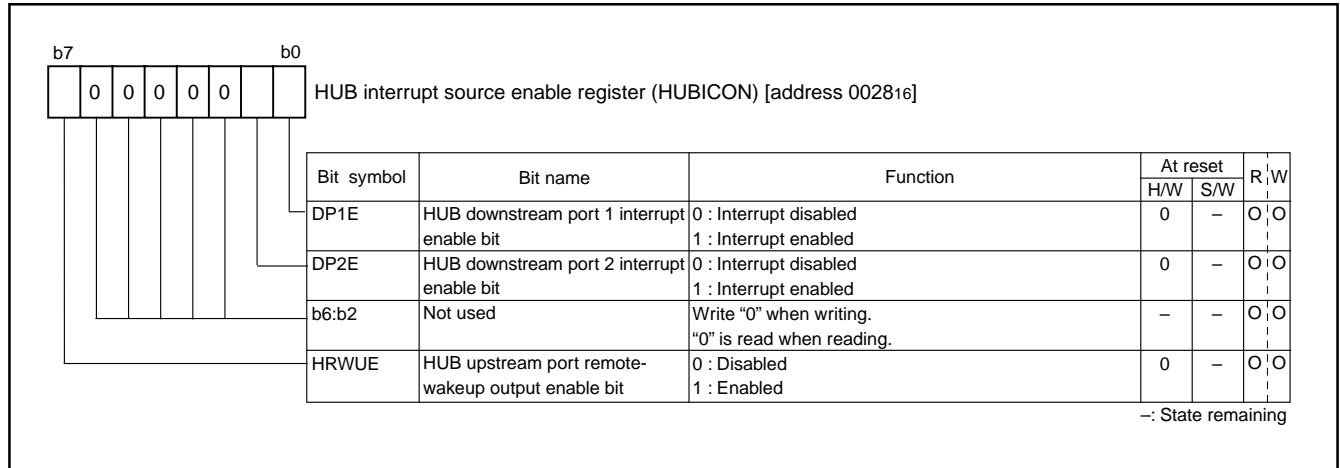 b7 b0
0 0 0 0 0
HUB interrupt source enable register (HUBICON) [address 002816]
Bit symbol Bit name Function At reset R W
H/W S/W
DP1E HUB downstream port 1 interrupt 0 : Interrupt disabled 0 – O O
enable bit 1 : Interrupt enabled
DP2E HUB downstream port 2 interrupt 0 : Interrupt disabled 0 – O O
enable bit 1 : Interrupt enabled
b6:b2 Not used Write “0” when writing. – – O O
“0” is read when reading.
HRWUE HUB upstream port remote- 0 : Disabled 0 – O O
wakeup output enable bit 1 : Enabled
–: State remaining